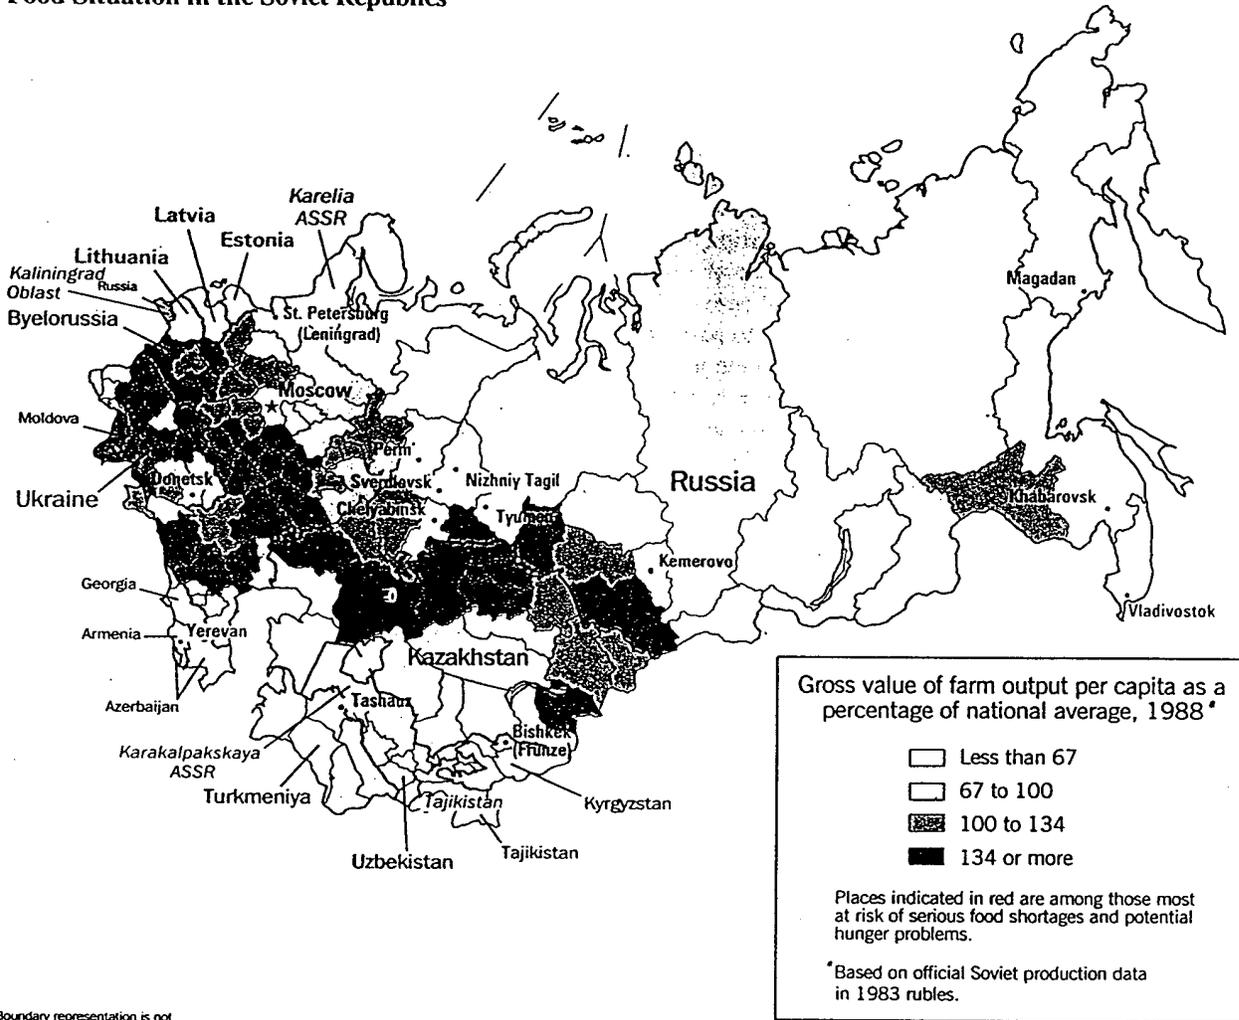 Food Situation in the Soviet Republics
Karelia
ASSR
Latvia
Estonia
Lithuania
Kaliningrad
Oblast
Russia
Byelorussia
St. Petersburg
(Leningrad)
Magadan
Moscow
Moldova
Perm
Donetsk
Sverdlovsk
Nizhniy Tagil
Russia
Ukraine
Chelyabinsk
Tyumen
Khabarovsk
Kemerovo
Georgia
Vladivostok
Armenia
Yerevan
Kazakhstan
Azerbaijan
Tashauz
Bishkek
(Frunze)
Karakalpakskaya
ASSR
Turkmeniya
Tajikistan
Kyrgyzstan
Uzbekistan
Tajikistan
Gross value of farm output per capita as a
percentage of national average, 1988*
Less than 67
67 to 100
100 to 134
134 or more
Places indicated in red are among those most
at risk of serious food shortages and potential
hunger problems.
*Based on official Soviet production data
in 1983 rubles.
Boundary representation is not